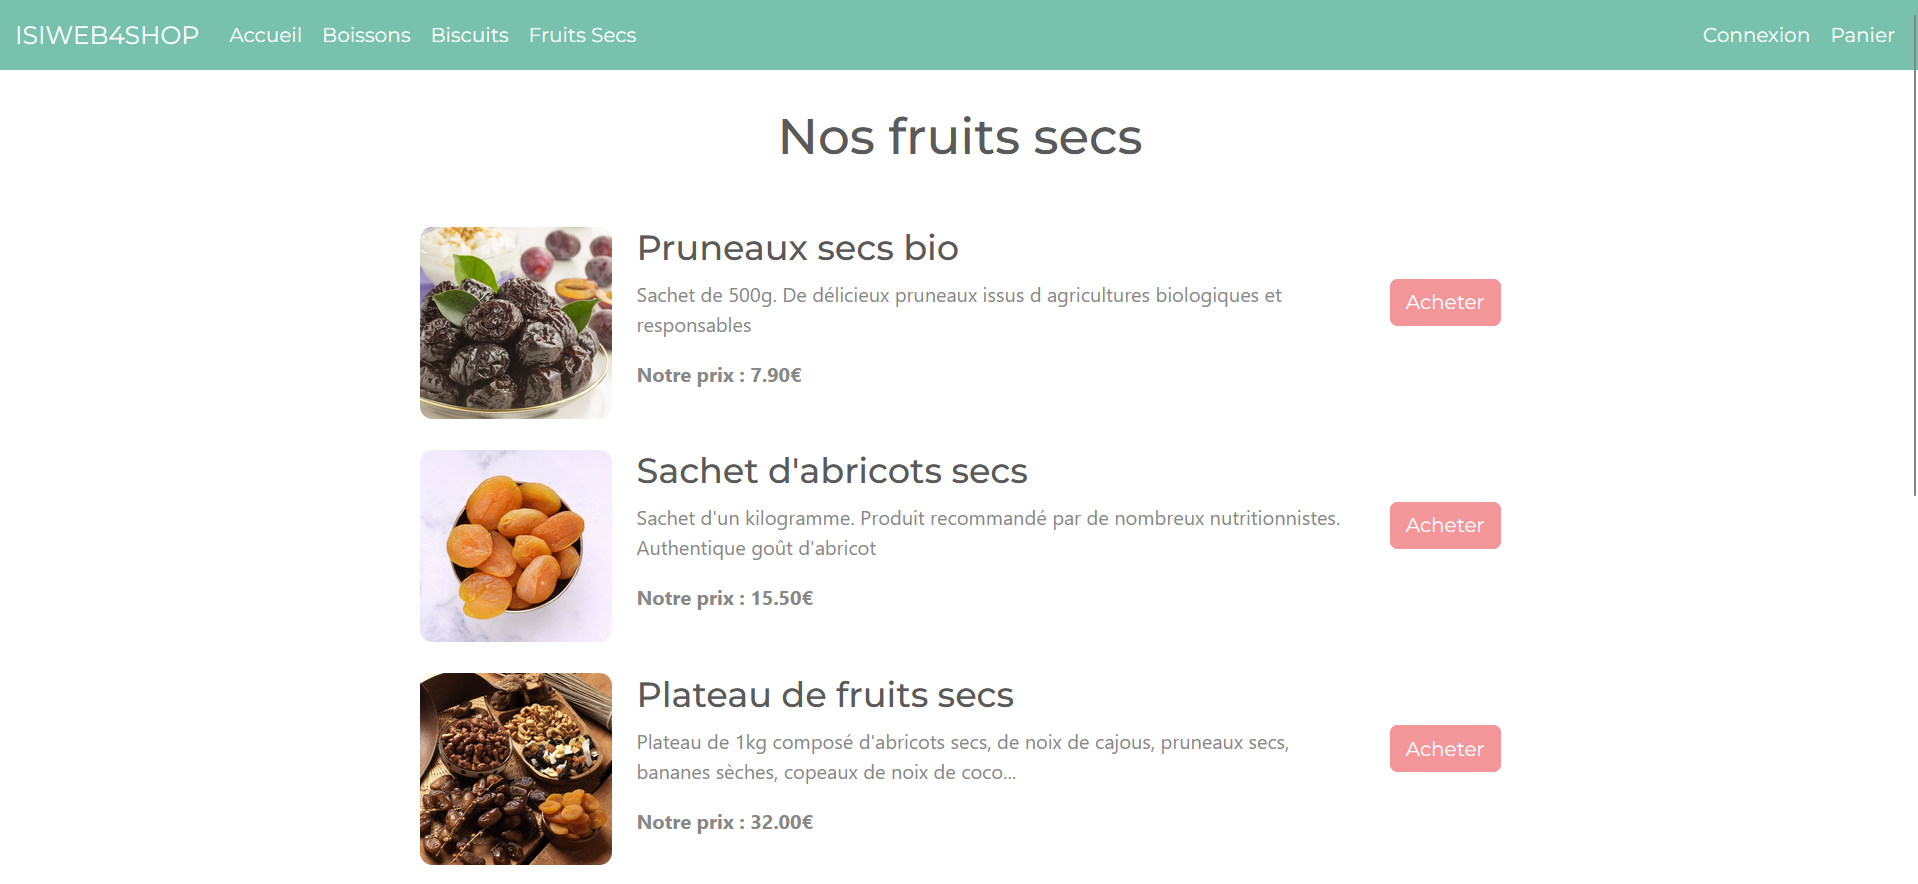 ISIWEB4SHOP Accueil Boissons Biscuits Fruits Secs Connexion Panier
Nos fruits secs
Pruneaux secs bio
Sachet de 500g. De délicieux pruneaux issus d agricultures biologiques et
responsables
Acheter
Notre prix : 7.90€
Sachet d'abricots secs
Sachet d'un kilogramme. Produit recommandé par de nombreux nutritionnistes.
Authentique goût d'abricot
Acheter
Notre prix : 15.50€
Plateau de fruits secs
Plateau de 1kg composé d'abricots secs, de noix de cajous, pruneaux secs,
bananes sèches, copeaux de noix de coco...
Acheter
Notre prix : 32.00€